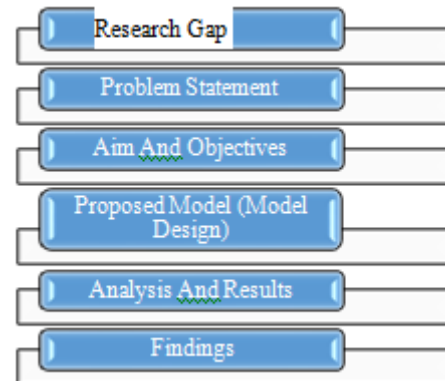 Research Gap
Problem Statement
Aim And Objectives
Proposed Model (Model
Design)
Analysis And Results
Findings